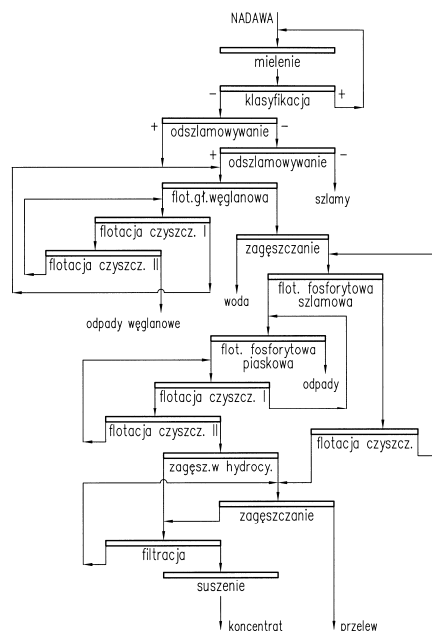 NADAWA
mielenie
− klasyfikacja +
+ odszlamowywanie −
+ odszlamowywanie −
szlamy
flot.gł.węglanowa
flotacja czyszcz. I
zagęszczanie
flotacja czyszcz. II
woda
flot. fosforytowa
szlamowa
odpady węglanowe
flot. fosforytowa
piaskowa
odpady
flotacja czyszcz. I
flotacja czyszcz. II
flotacja czyszcz.
zagęsz.w hydrocy.
zagęszczanie
filtracja
suszenie
koncentrat
przelew